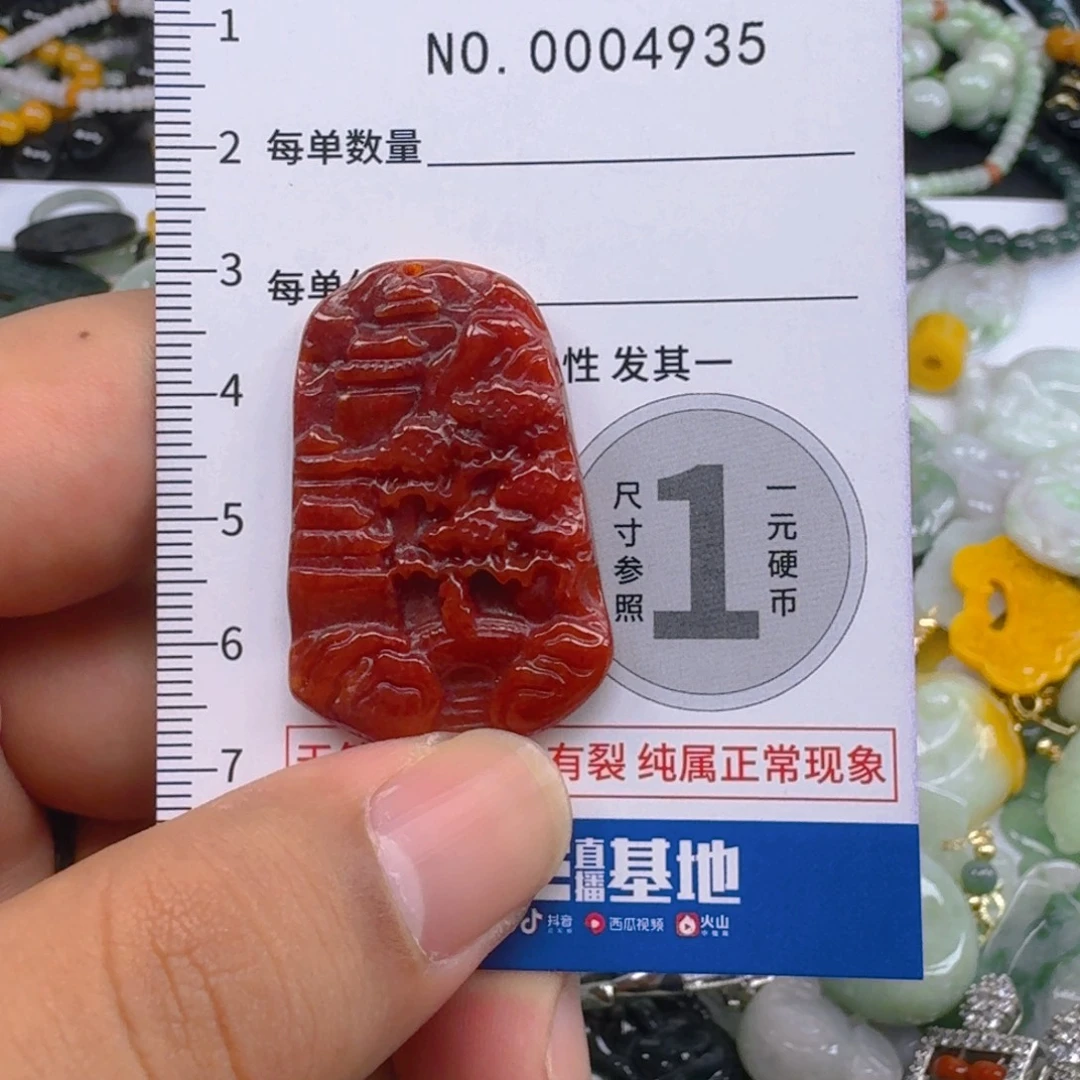 1
NO. 0004935
2 每单数量
3 每单
4
性 发其一
5
尺寸参照
1
一元硬币
6
7
有裂 纯属正常现象
直播基地
抖音
西瓜视频
火山